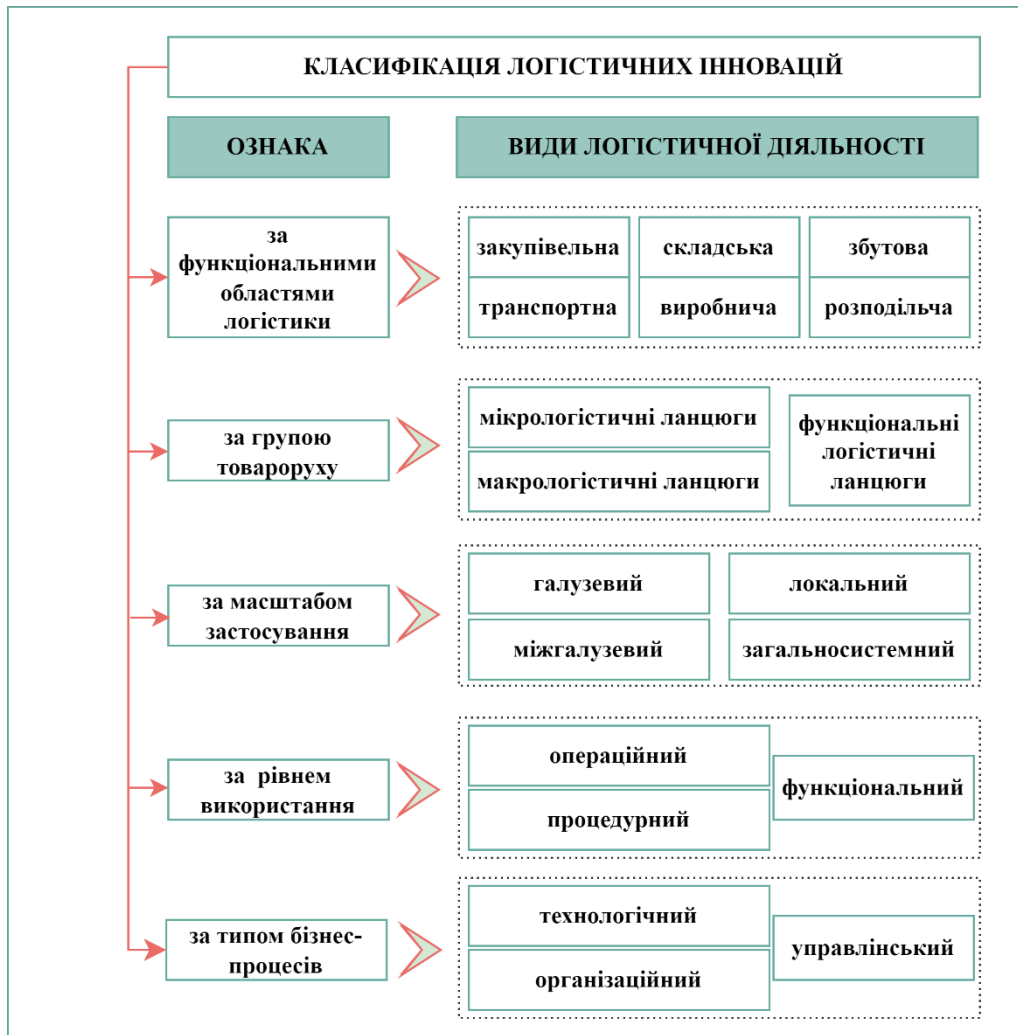 КЛАСИФІКАЦІЯ ЛОГІСТИЧНИХ ІННОВАЦІЙ
ОЗНАКА
ВИДИ ЛОГІСТИЧНОЇ ДІЯЛЬНОСТІ
за
функціональними
областями
логістики
закупівельна
складська
збутова
транспортна
виробнича
розподільча
за групою
товароруху
мікрологістичні ланцюги
макрологістичні ланцюги
функціональні
логістичні
ланцюги
за масштабом
застосування
галузевий
локальний
міжгалузевий
загальносистемний
за рівнем
використання
операційний
процедурний
функціональний
за типом бізнес-
процесів
технологічний
організаційний
управлінський